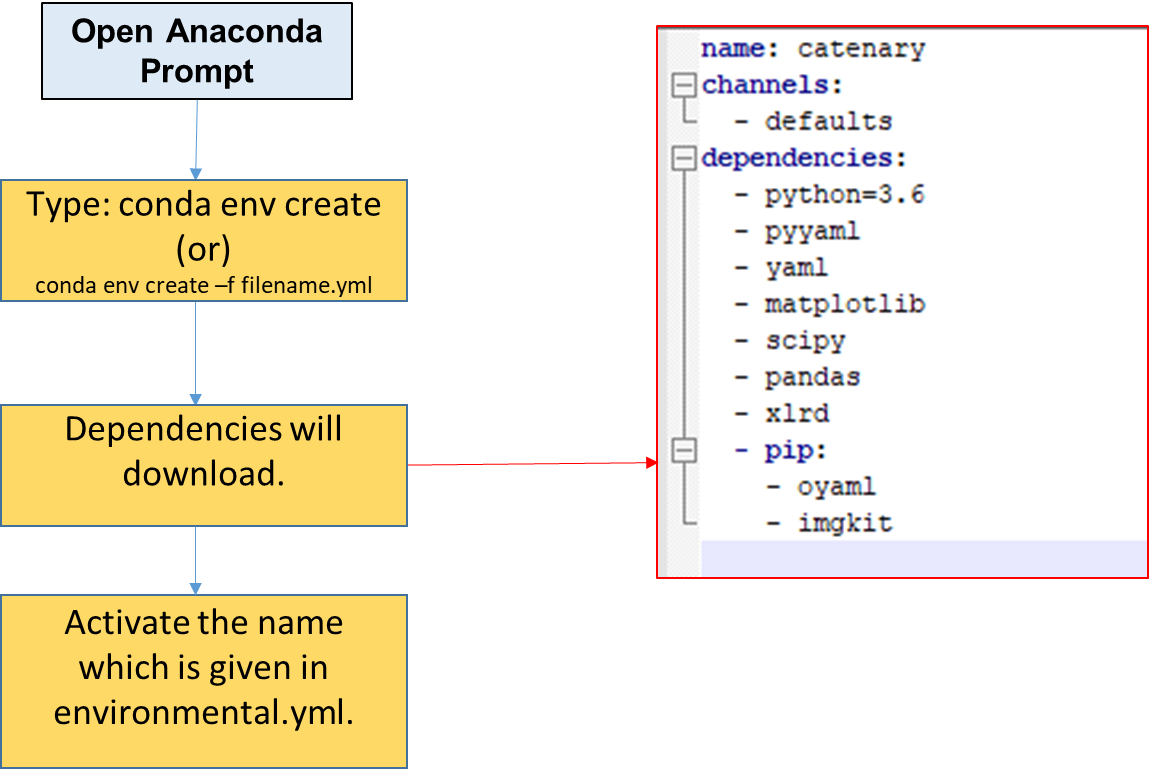 Open Anaconda
Prompt
Type: conda env create
(or)
conda env create –f filename.yml
Dependencies will
download.
Activate the name
which is given in
environmental.yml.
name: catenary
channels:
  - defaults
dependencies:
  - python=3.6
  - pyyaml
  - yaml
  - matplotlib
  - scipy
  - pandas
  - xlrd
  - pip:
    - oyaml
    - imgkit